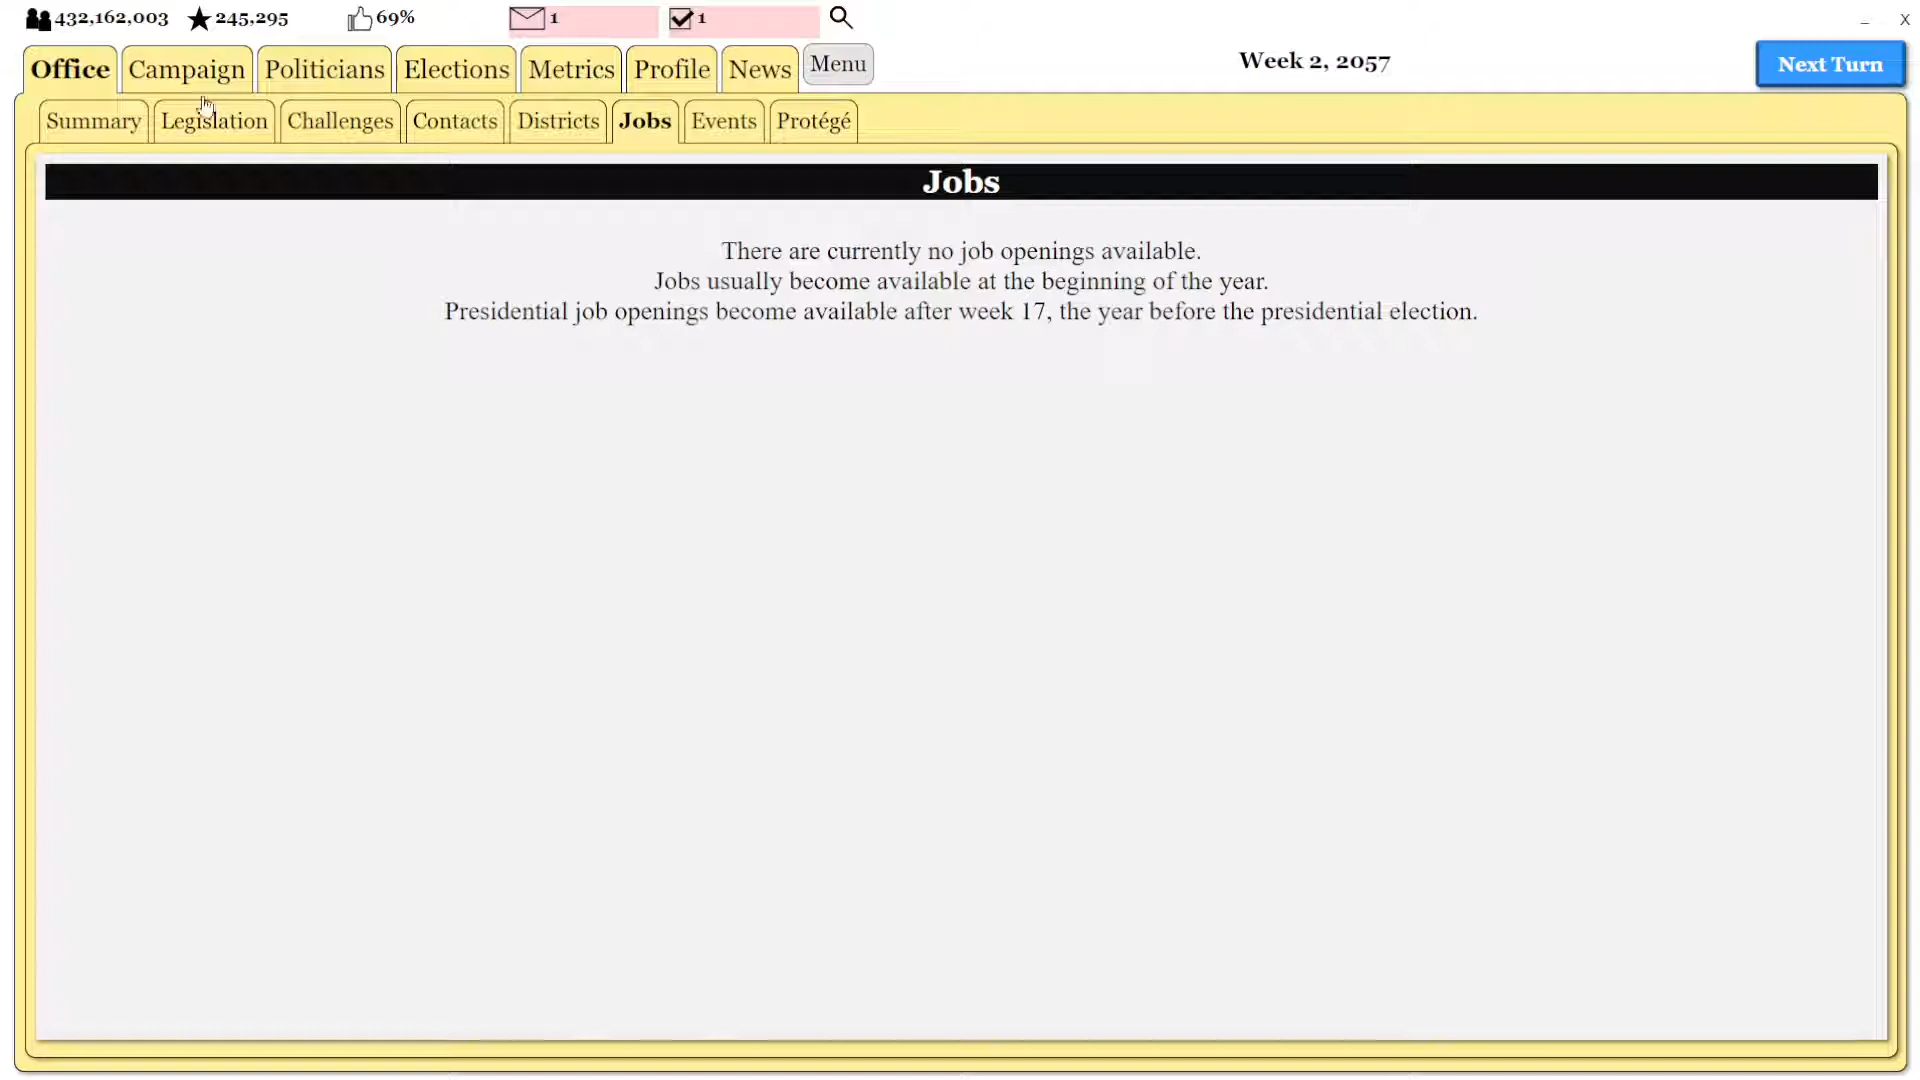 432,162,003 245,295 69% 1 1
_ X
Office Campaign Politicians Elections Metrics Profile News Menu
Week 2, 2057
Next Turn
Summary Legislation Challenges Contacts Districts Jobs Events Protégé
Jobs
There are currently no job openings available.
Jobs usually become available at the beginning of the year.
Presidential job openings become available after week 17, the year before the presidential election.